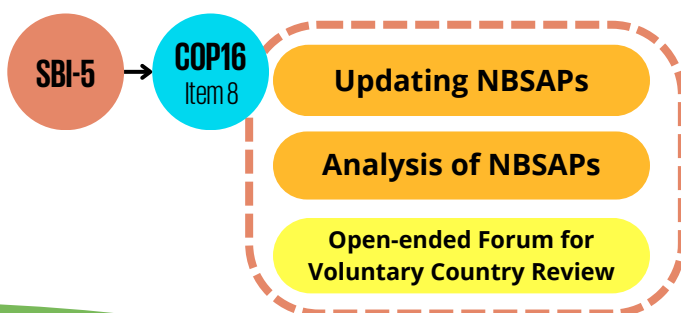 SBI-5
COP16
Item 8
Updating NBSAPs
Analysis of NBSAPs
Open-ended Forum for
Voluntary Country Review